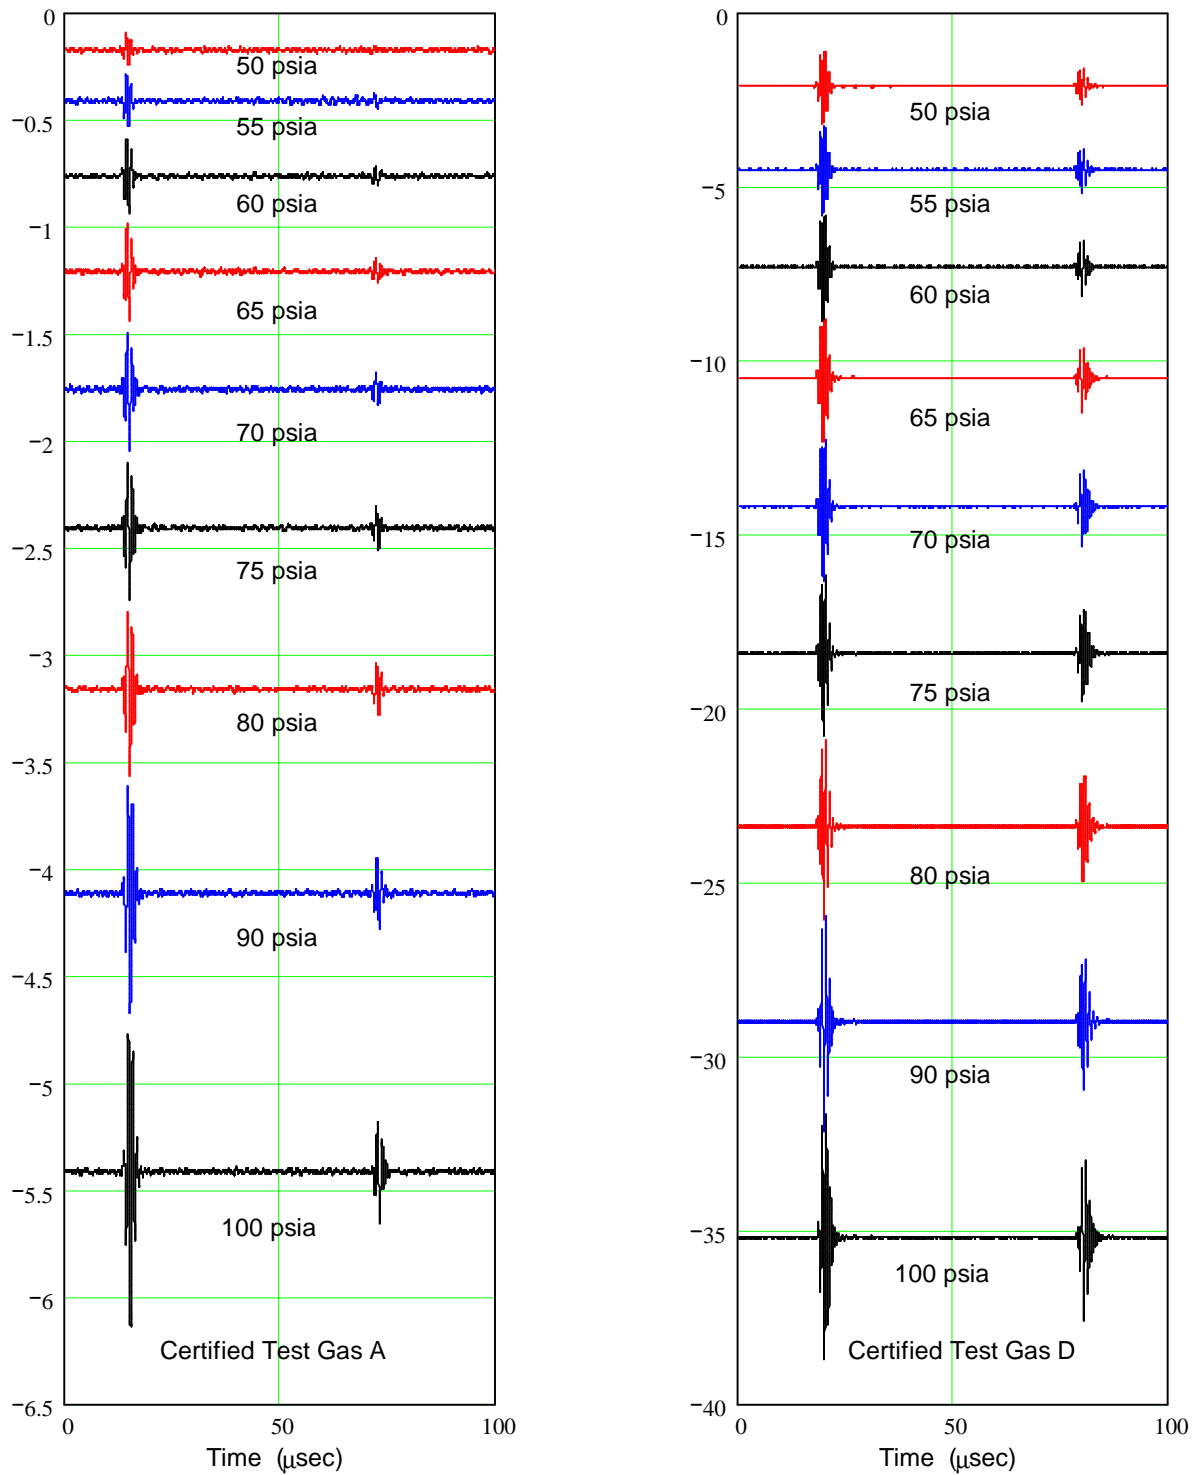 0
50 psia
55 psia
−0.5
60 psia
−1
65 psia
−1.5
70 psia
−2
75 psia
−2.5
−3
80 psia
−3.5
−4
90 psia
−4.5
−5
100 psia
−5.5
−6
Certified Test Gas A
−6.5
0 50 100
Time (μsec)
0
50 psia
−5
55 psia
60 psia
−10
65 psia
70 psia
−15
75 psia
−20
80 psia
−25
90 psia
−30
−35
100 psia
Certified Test Gas D
−40
0 50 100
Time (μsec)